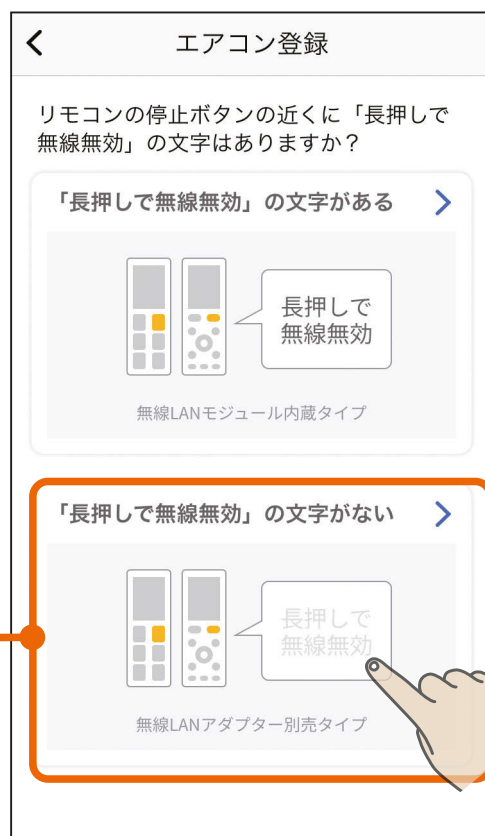 エアコン登録
リモコンの停止ボタンの近くに「長押しで
無線無効」の文字はありますか？
「長押しで無線無効」の文字がある
長押しで
無線無効
無線LANモジュール内蔵タイプ
「長押しで無線無効」の文字がない
長押しで
無線無効
無線LANアダプター別売タイプ